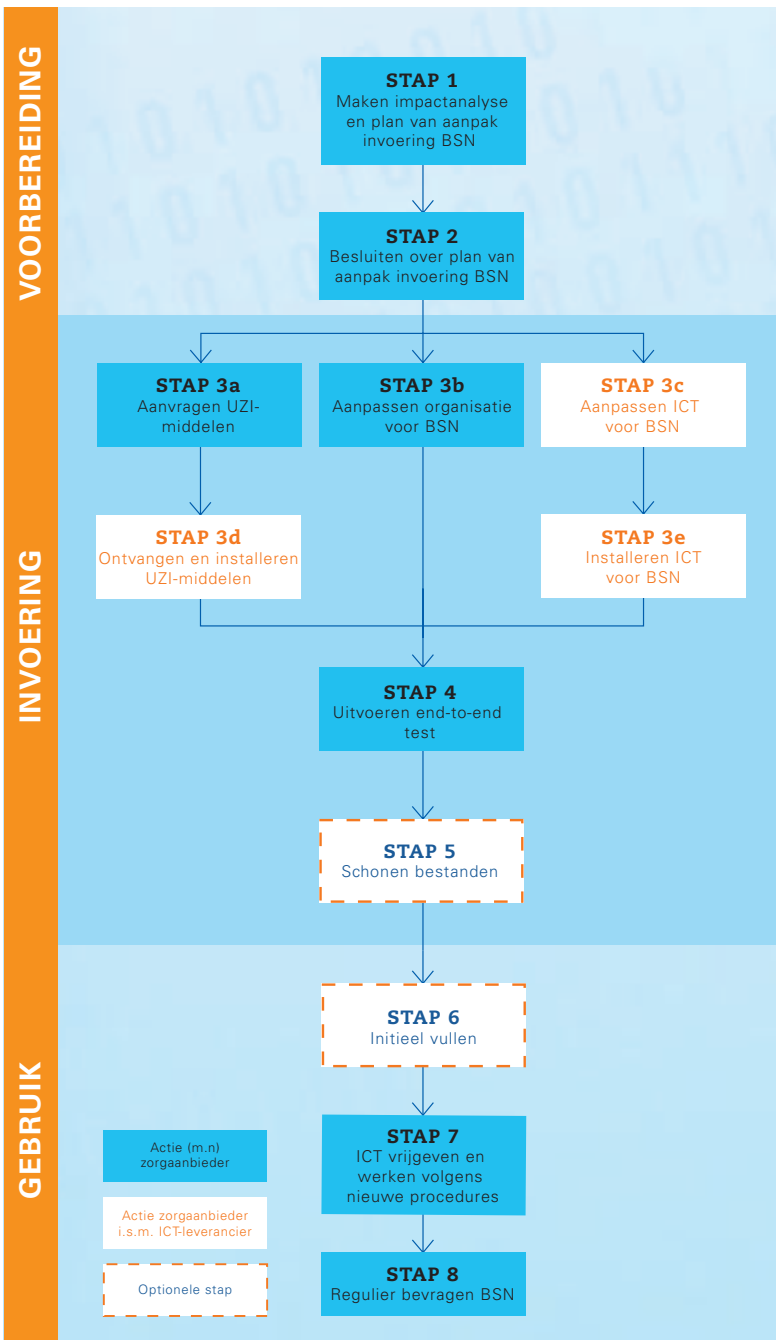 VOORBEREIDING
STAP 1
Maken impactanalyse
en plan van aanpak
invoering BSN
STAP 2
Besluiten over plan van
aanpak invoering BSN
INVOERING
STAP 3a
Aanvragen UZI-
middelen
STAP 3b
Aanpassen organisatie
voor BSN
STAP 3c
Aanpassen ICT
voor BSN
STAP 3d
Ontvangen en installeren
UZI-middelen
STAP 3e
Installeren ICT
voor BSN
STAP 4
Uitvoeren end-to-end
test
STAP 5
Schonen bestanden
GEBRUIK
STAP 6
Initieel vullen
STAP 7
ICT vrijgeven en
werken volgens
nieuwe procedures
STAP 8
Regulier bevragen BSN
Actie (m.n)
zorgaanbieder
Actie zorgaanbieder
i.s.m. ICT-leverancier
Optionele stap